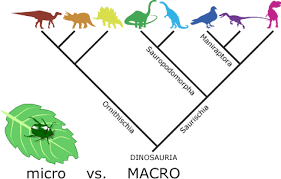 Sauropodomorpha
Maniraptora
Ornithischia
Saurischia
DINOSAURIA
micro vs. MACRO